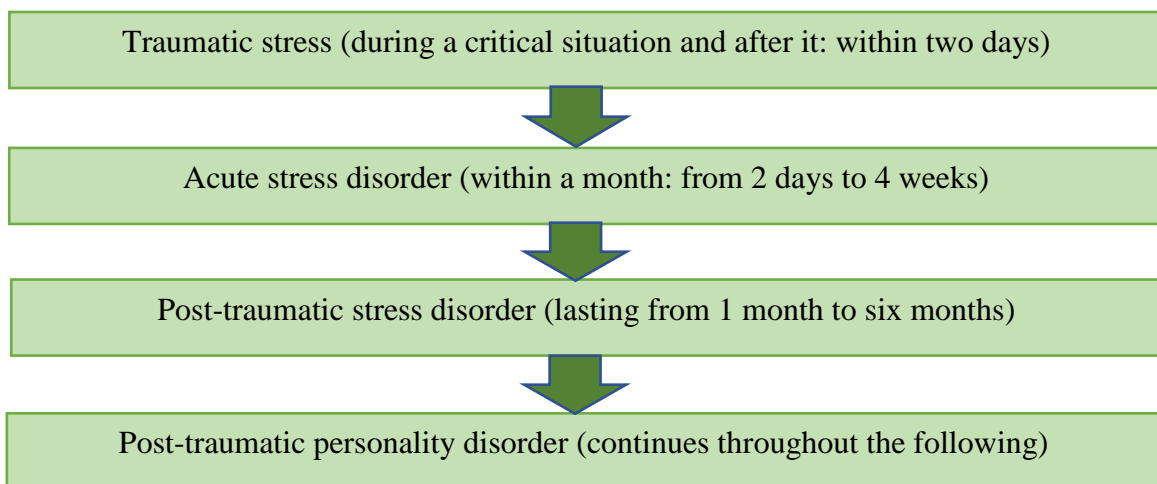 Traumatic stress (during a critical situation and after it: within two days)
Acute stress disorder (within a month: from 2 days to 4 weeks)
Post-traumatic stress disorder (lasting from 1 month to six months)
Post-traumatic personality disorder (continues throughout the following)